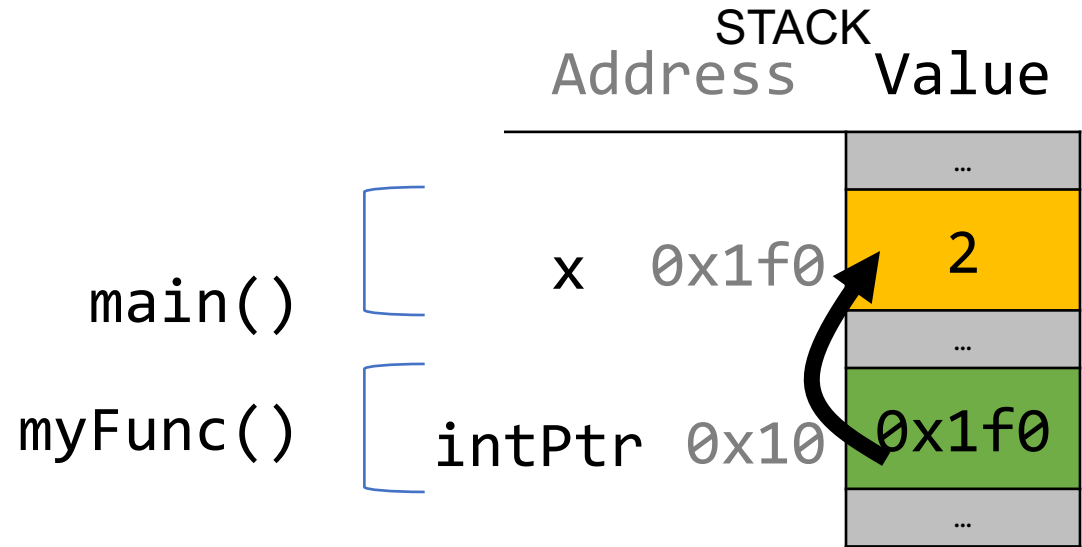 STACK
Address Value
…
x 0x1f0 2
main()
…
myFunc() intPtr 0x10 0x1f0
…